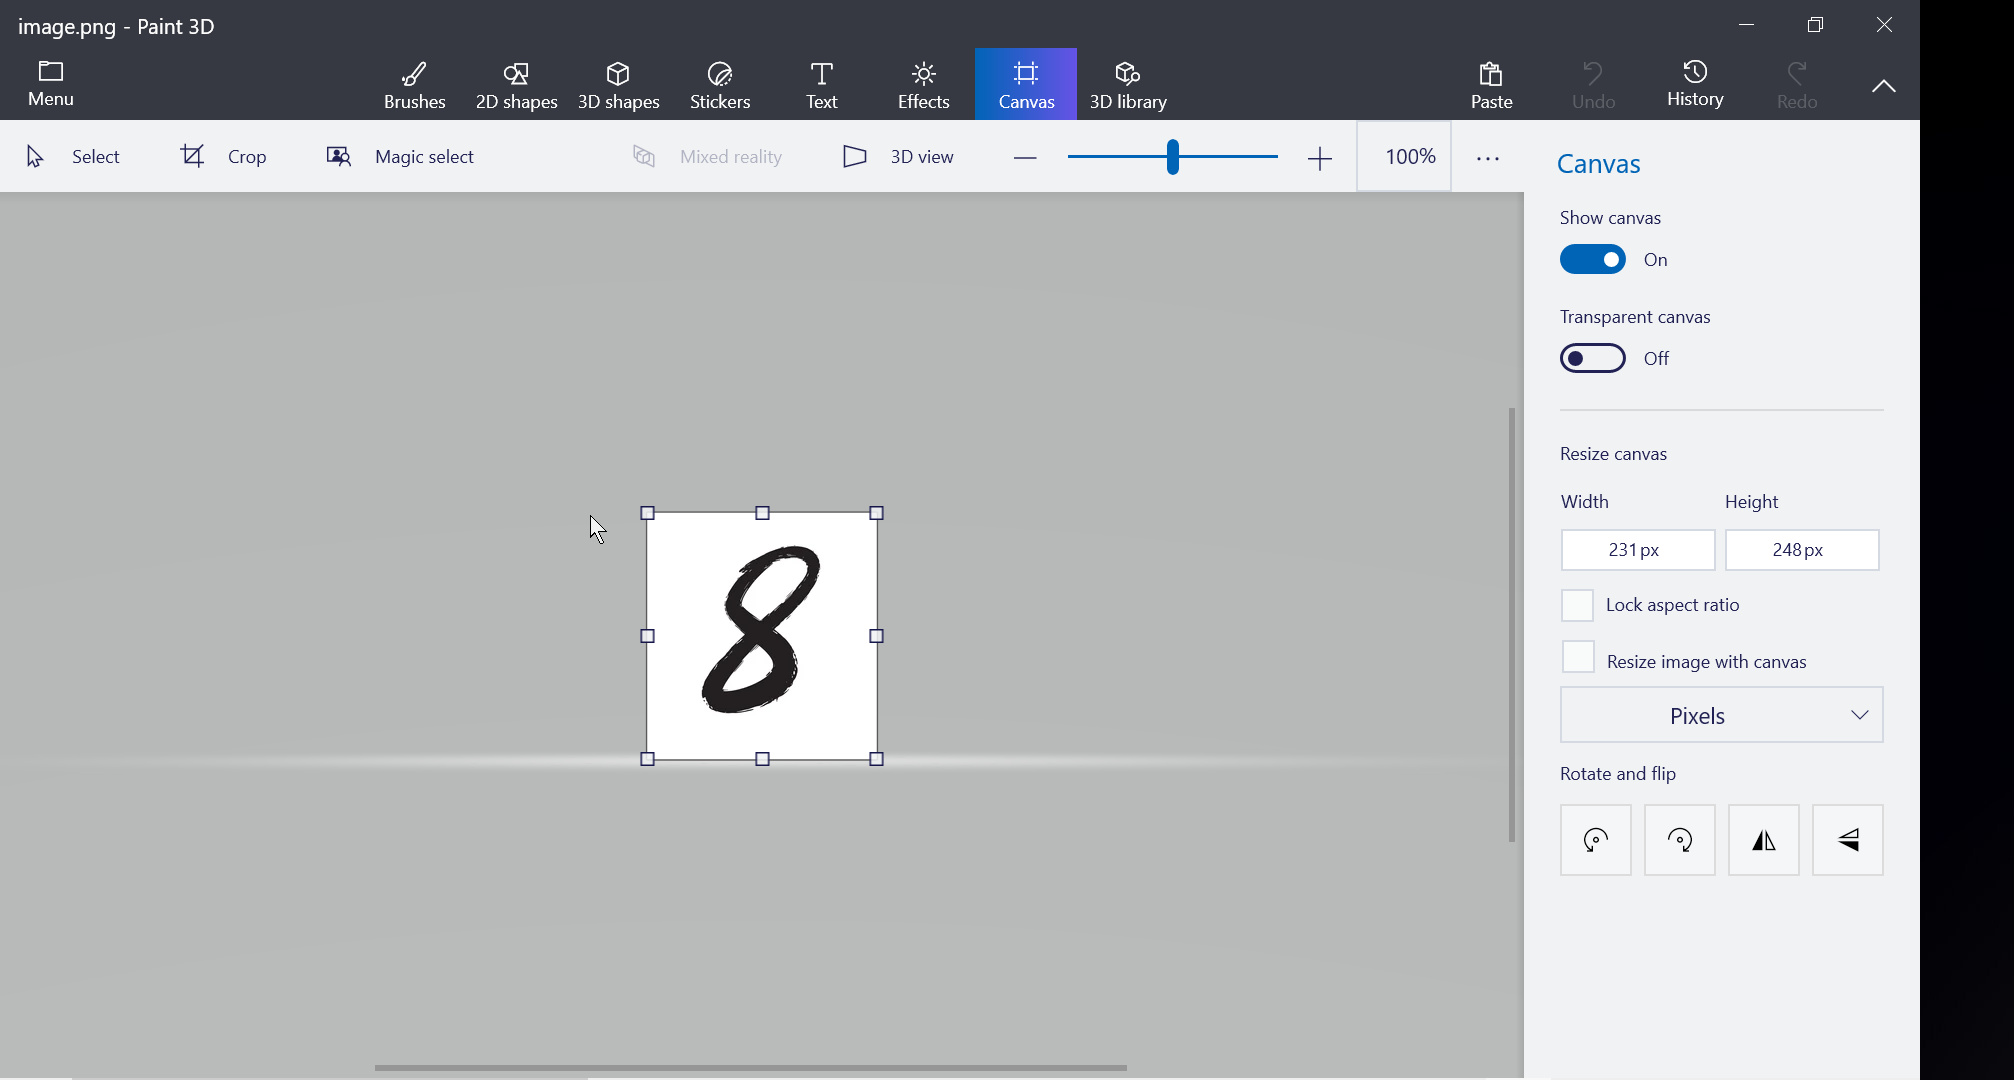 image.png - Paint 3D
Menu
Brushes
2D shapes
3D shapes
Stickers
Text
Effects
Canvas
3D library
Paste
Undo
History
Redo
Select
Crop
Magic select
Mixed reality
3D view
100%
Canvas
Show canvas
On
Transparent canvas
Off
Resize canvas
Width Height
231 px 248 px
Lock aspect ratio
Resize image with canvas
Pixels
Rotate and flip
8